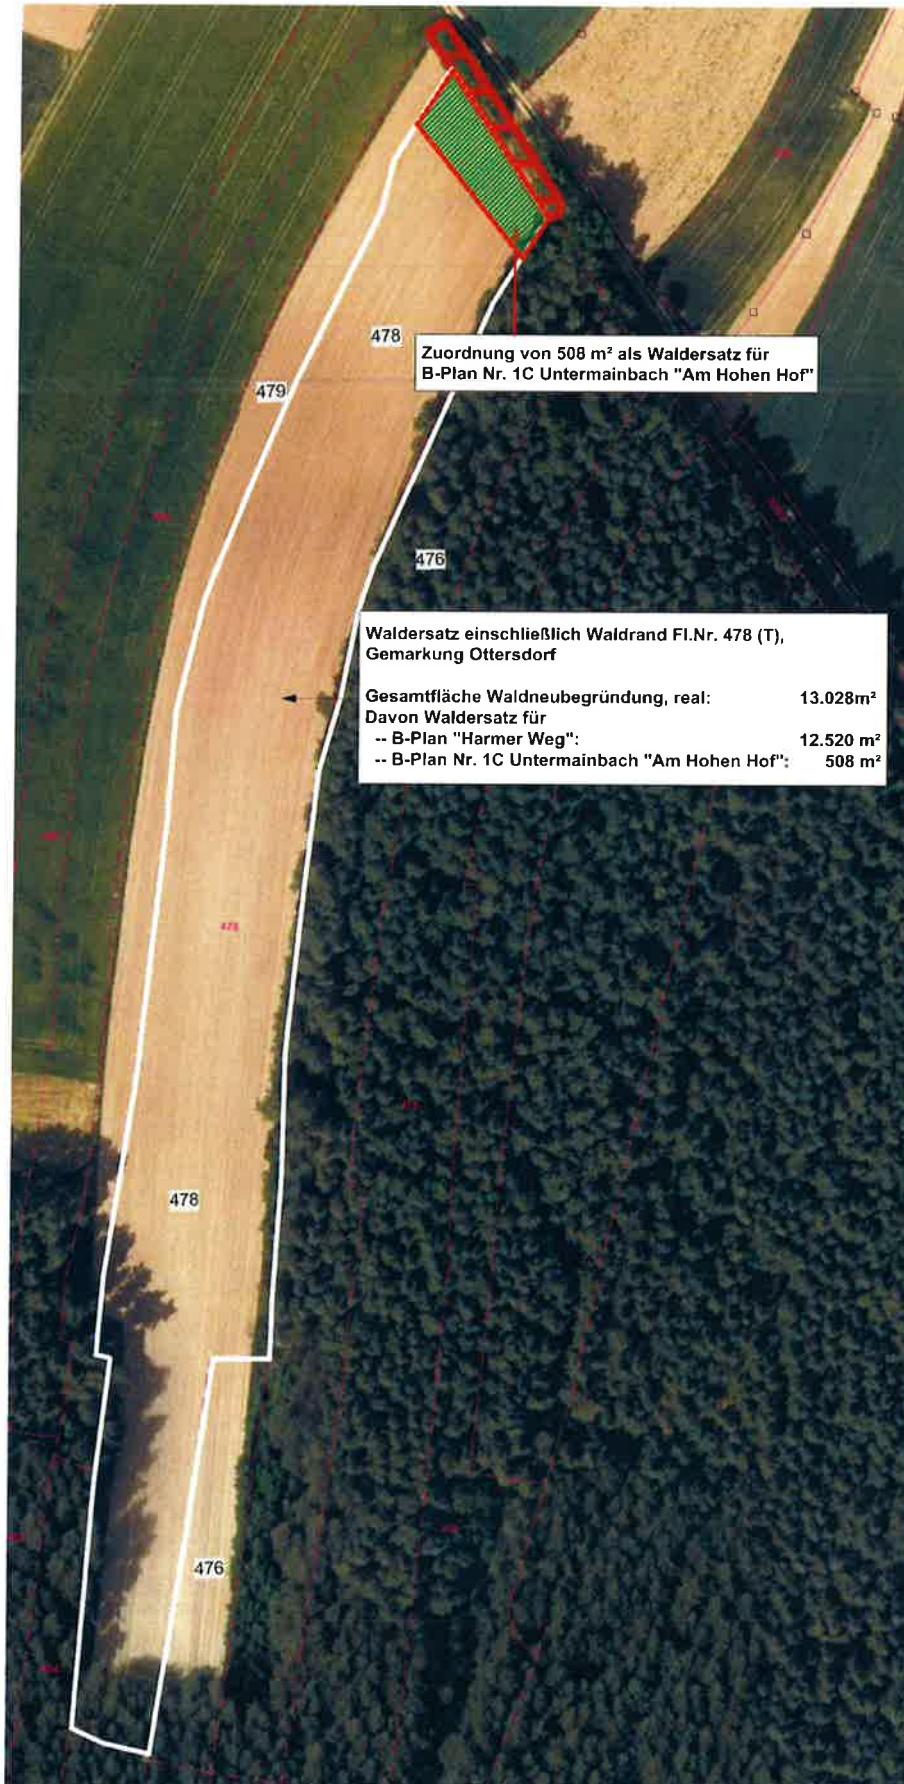 478
Zuordnung von 508 m² als Waldersatz für
B-Plan Nr. 1C Untermainbach "Am Hohen Hof"
479
476
Waldersatz einschließlich Waldrand Fl.Nr. 478 (T),
Gemarkung Ottersdorf
Gesamtfläche Waldneubegründung, real: 13.028m²
Davon Waldersatz für
-- B-Plan "Harmer Weg": 12.520 m²
-- B-Plan Nr. 1C Untermainbach "Am Hohen Hof": 508 m²
478
478
476